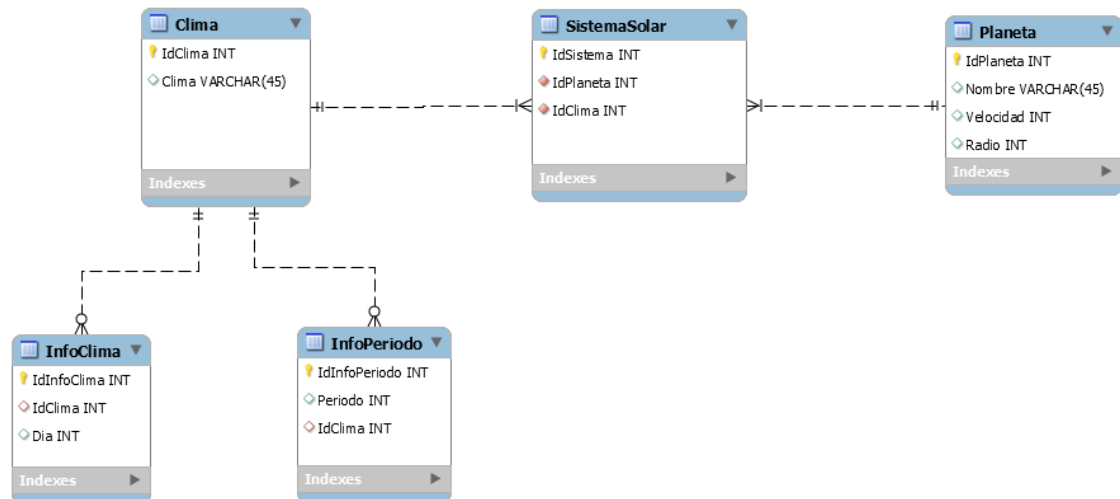 Clima
IdClima INT
Clima VARCHAR(45)
Indexes
SistemaSolar
IdSistema INT
IdPlaneta INT
IdClima INT
Indexes
Planeta
IdPlaneta INT
Nombre VARCHAR(45)
Velocidad INT
Radio INT
Indexes
InfoClima
IdInfoClima INT
IdClima INT
Dia INT
Indexes
InfoPeriodo
IdInfoPeriodo INT
Periodo INT
IdClima INT
Indexes